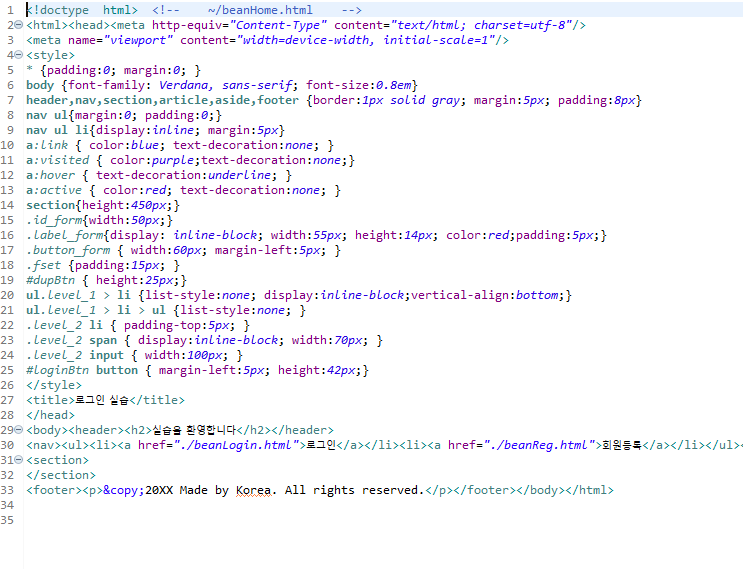 1 <!doctype html> <!-- ~/beanHome.html -->
2 <html><head><meta http-equiv="Content-Type" content="text/html; charset=utf-8"/>
3 <meta name="viewport" content="width=device-width, initial-scale=1"/>
4 <style>
5 * {padding:0; margin:0; }
6 body {font-family: Verdana, sans-serif; font-size:0.8em}
7 header,nav,section,article,aside,footer {border:1px solid gray; margin:5px; padding:8px}
8 nav ul{margin:0; padding:0;}
9 nav ul li{display:inline; margin:5px}
10 a:link { color:blue; text-decoration:none; }
11 a:visited { color:purple;text-decoration:none;}
12 a:hover { text-decoration:underline; }
13 a:active { color:red; text-decoration:none; }
14 section{height:450px;}
15 .id_form{width:50px;}
16 .label_form{display: inline-block; width:55px; height:14px; color:red;padding:5px;}
17 .button_form { width:60px; margin-left:5px; }
18 .fset {padding:15px; }
19 #dupBtn { height:25px;}
20 ul.level_1 > li {list-style:none; display:inline-block;vertical-align:bottom;}
21 ul.level_1 > li > ul {list-style:none; }
22 .level_2 li { padding-top:5px; }
23 .level_2 span { display:inline-block; width:70px; }
24 .level_2 input { width:100px; }
25 #loginBtn button { margin-left:5px; height:42px;}
26 </style>
27 <title>로그인 실습</title>
28 </head>
29 <body><header><h2>실습을 환영합니다</h2></header>
30 <nav><ul><li><a href="./beanLogin.html">로그인</a></li><li><a href="./beanReg.html">회원등록</a></li></ul><
31 <section>
32 </section>
33 <footer><p>&copy;20XX Made by Korea. All rights reserved.</p></footer></body></html>
34
35